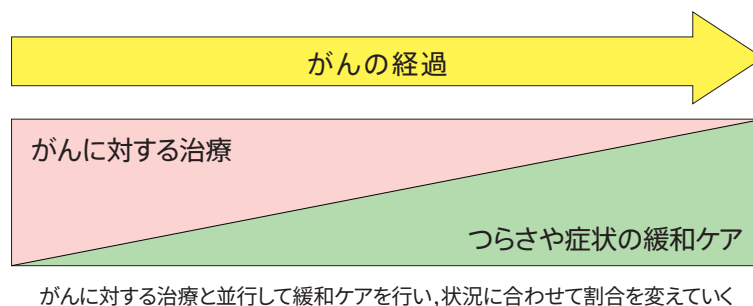 がんの経過
がんに対する治療
つらさや症状の緩和ケア
がんに対する治療と並行して緩和ケアを行い,状況に合わせて割合を変えていく